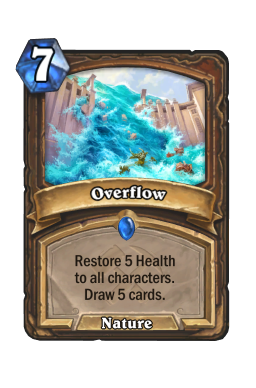 7
Overflow
Restore 5 Health
to all characters.
Draw 5 cards.
Nature